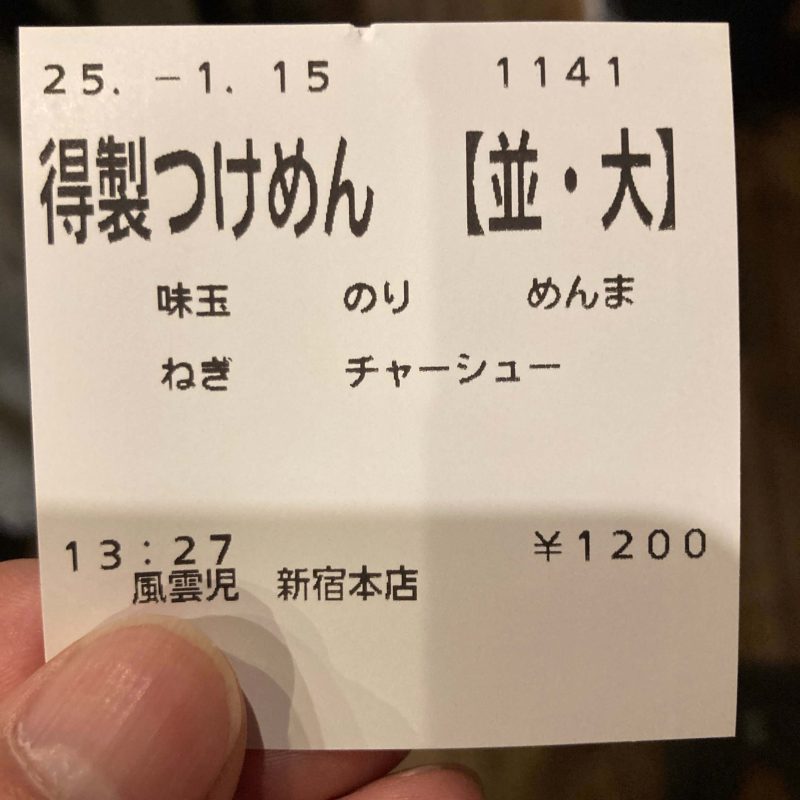 25. -1. 15 1141
得製つけめん 【並・大】
味玉 のり めんま
ねぎ チャーシュー
13:27 ¥1200
風雲児 新宿本店